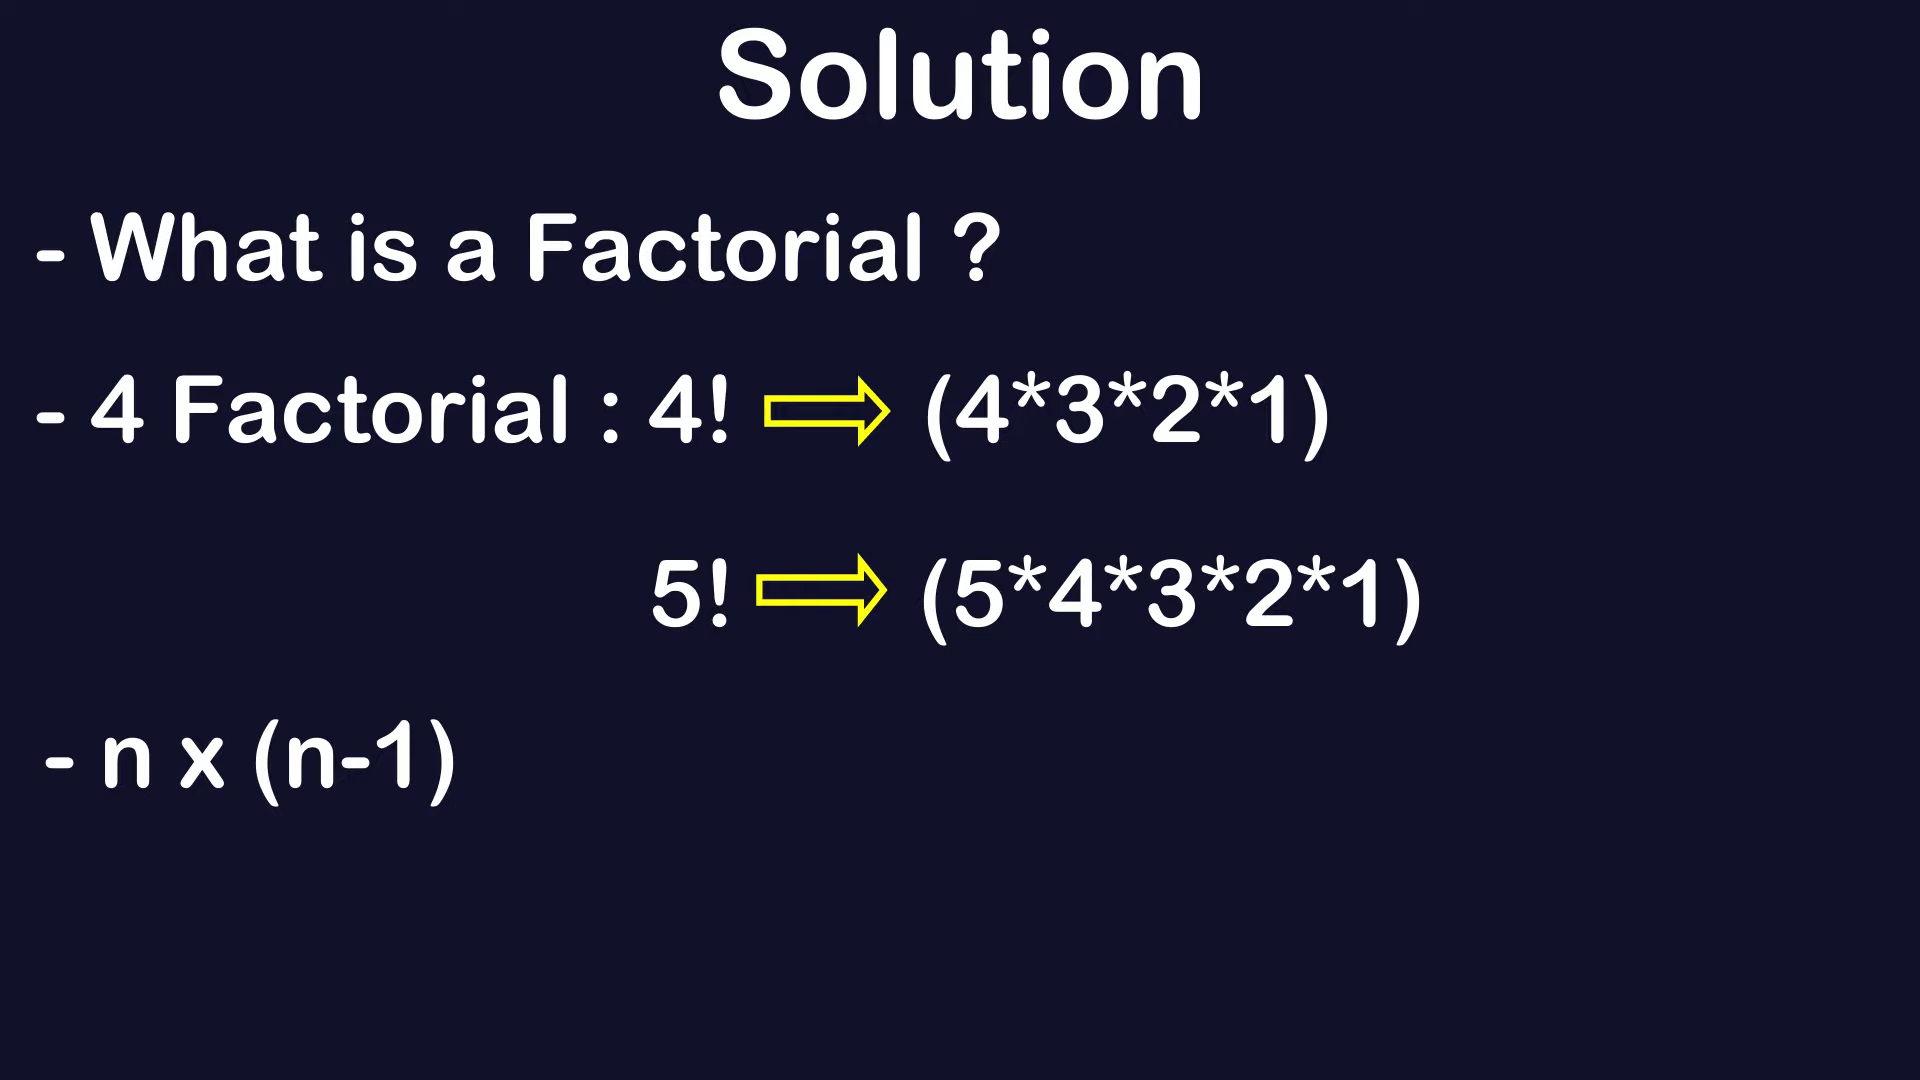 Solution
- What is a Factorial ?
- 4 Factorial : 4! (4*3*2*1)
5! (5*4*3*2*1)
- n x (n-1)